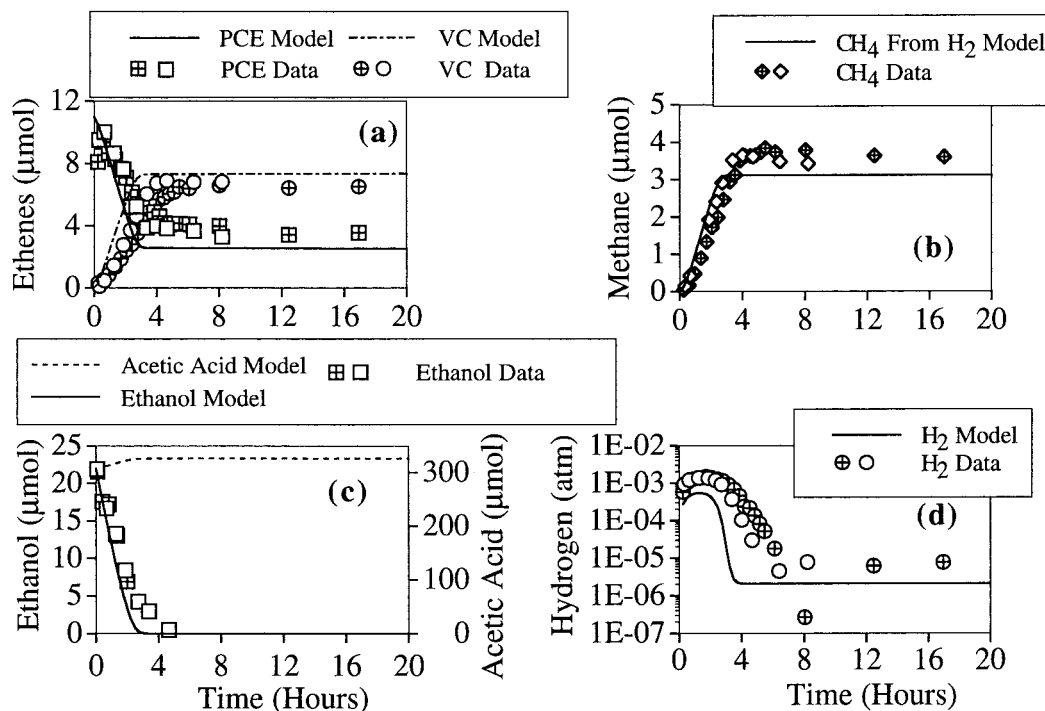 PCE Model VC Model
PCE Data VC Data
12
8
4
0
Ethenes (µmol)
(a)
0 4 8 12 16 20
CH4 From H2 Model
CH4 Data
5
4
3
2
1
0
Methane (µmol)
(b)
0 4 8 12 16 20
Acetic Acid Model
Ethanol Data
Ethanol Model
25
20
15
10
5
0
Ethanol (µmol)
(c)
300
200
100
0
Acetic Acid (µmol)
0 4 8 12 16 20
Time (Hours)
H2 Model
H2 Data
1E-02
1E-03
1E-04
1E-05
1E-06
1E-07
Hydrogen (atm)
(d)
0 4 8 12 16 20
Time (Hours)